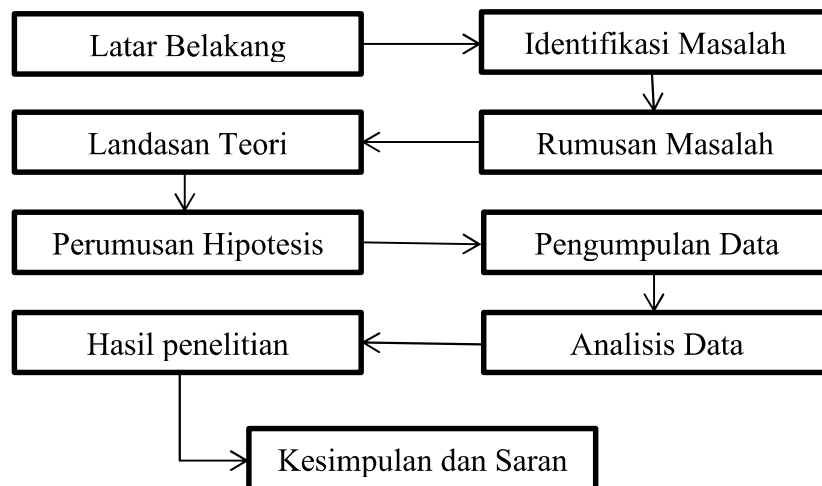 Latar Belakang
Identifikasi Masalah
Rumusan Masalah
Landasan Teori
Perumusan Hipotesis
Pengumpulan Data
Analisis Data
Hasil penelitian
Kesimpulan dan Saran